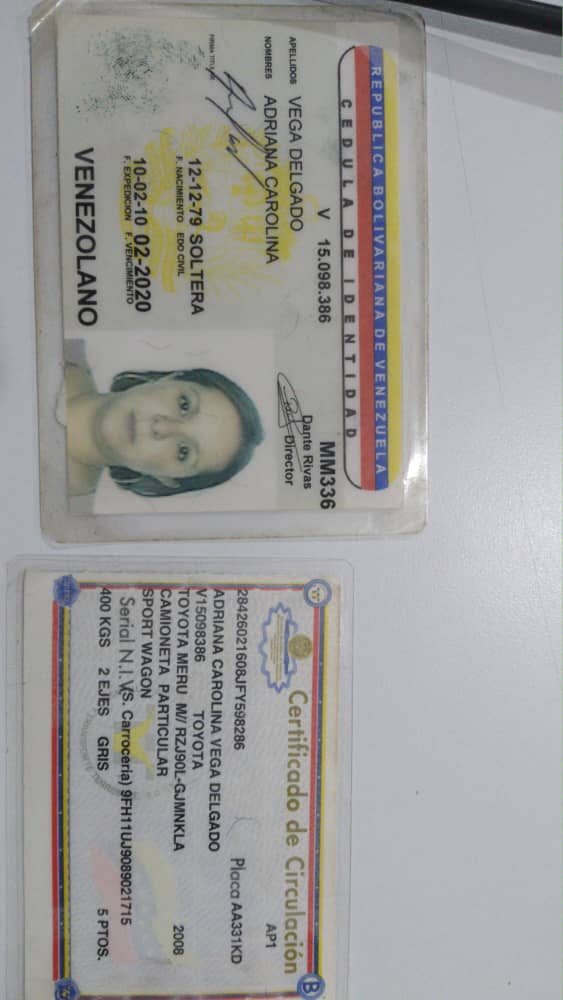 REPUBLICA BOLIVARIANA DE VENEZUELA
CEDULA DE IDENTIDAD
V 15.098.386
MM336
APELLIDOS VEGA DELGADO
Dante Rivas
Director
NOMBRES ADRIANA CAROLINA
FIRMA TITULAR
12-12-79 SOLTERA
F. NACIMIENTO EDO CIVIL
10-02-10 02-2020
F. EXPEDICION F. VENCIMIENTO
VENEZOLANO
B
Certificado de Circulación
AP1
28426021608JFY598286
Placa AA331KD
ADRIANA CAROLINA VEGA DELGADO
V15098386 TOYOTA
TOYOTA MERU M// RZJ90L-GJMNKLA
2008
CAMIONETA PARTICULAR
SPORT WAGON
Serial N.I.V(S. Carroceria) 9FH11UJ9089021715
400 KGS 2 EJES GRIS 5 PTOS.